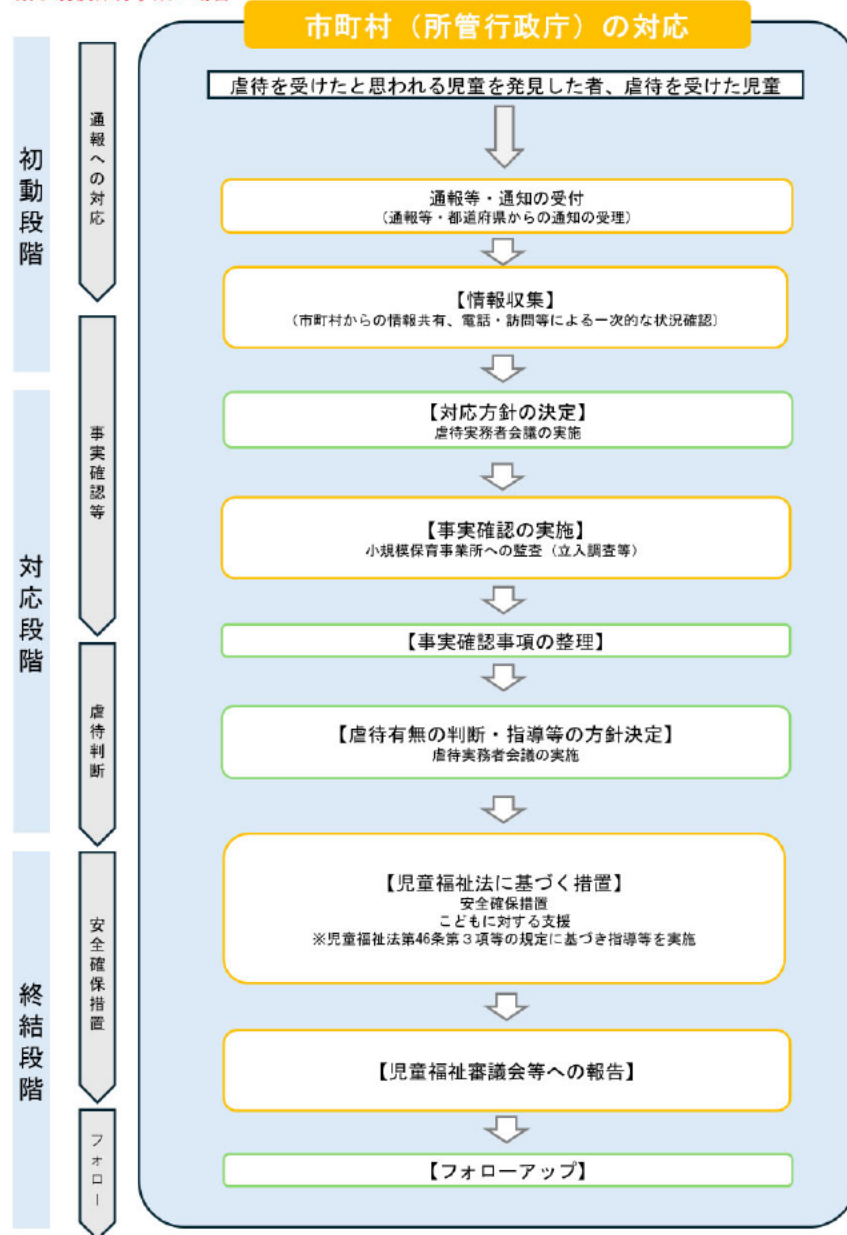 市町村（所管行政庁）の対応
虐待を受けたと思われる児童を発見した者、虐待を受けた児童
初動段階
通報への対応
通報等・通知の受付
（通報等・都道府県からの通知の受理）
【情報収集】
（市町村からの情報共有、電話・訪問等による一次的な状況確認）
対応段階
事実確認等
【対応方針の決定】
虐待実務者会議の実施
【事実確認の実施】
小規模保育事業所への監査（立入調査等）
【事実確認事項の整理】
虐待判断
【虐待有無の判断・指導等の方針決定】
虐待実務者会議の実施
終結段階
安全確保措置
【児童福祉法に基づく措置】
安全確保措置
こどもに対する支援
※児童福祉法第46条第３項等の規定に基づき指導等を実施
【児童福祉審議会等への報告】
フォロー
【フォローアップ】